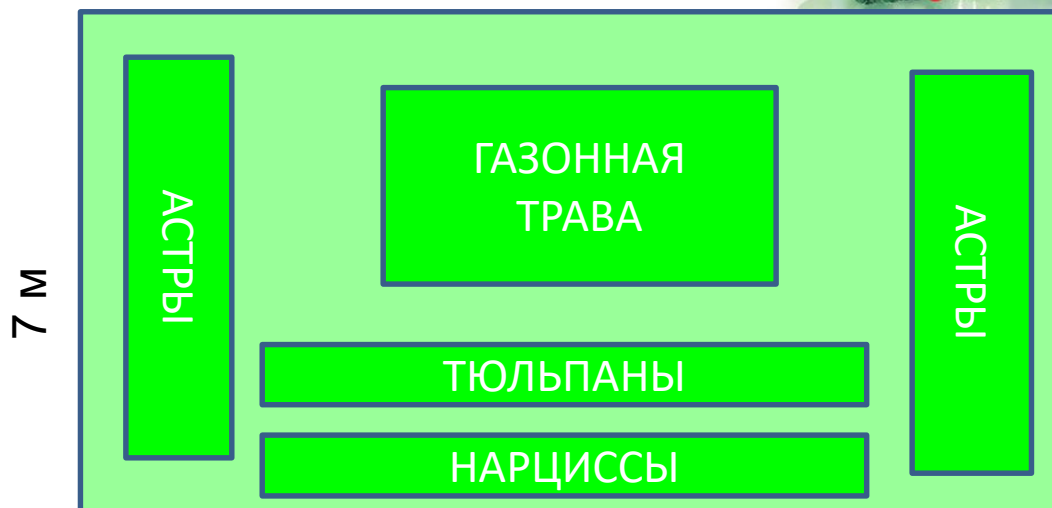 АСТРЫ
ГАЗОННАЯ
ТРАВА
АСТРЫ
7 м
ТЮЛЬПАНЫ
НАРЦИССЫ